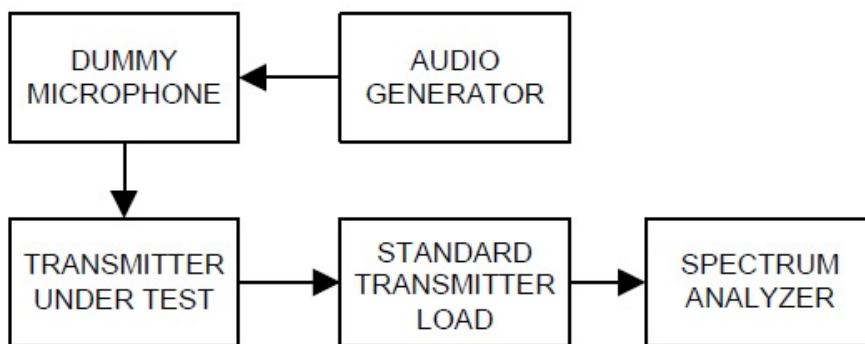 DUMMY
MICROPHONE
AUDIO
GENERATOR
TRANSMITTER
UNDER TEST
STANDARD
TRANSMITTER
LOAD
SPECTRUM
ANALYZER